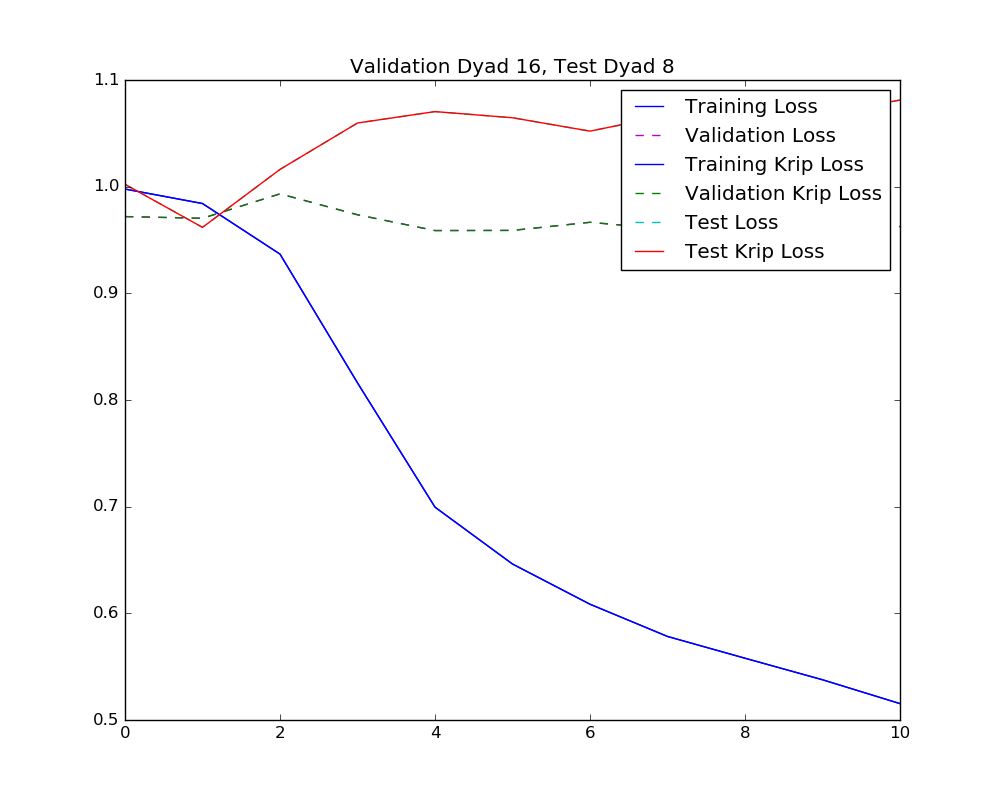 Validation Dyad 16, Test Dyad 8
1.1
1.0
0.9
0.8
0.7
0.6
0.5
Training Loss
Validation Loss
Training Krip Loss
Validation Krip Loss
Test Loss
Test Krip Loss
0 2 4 6 8 10